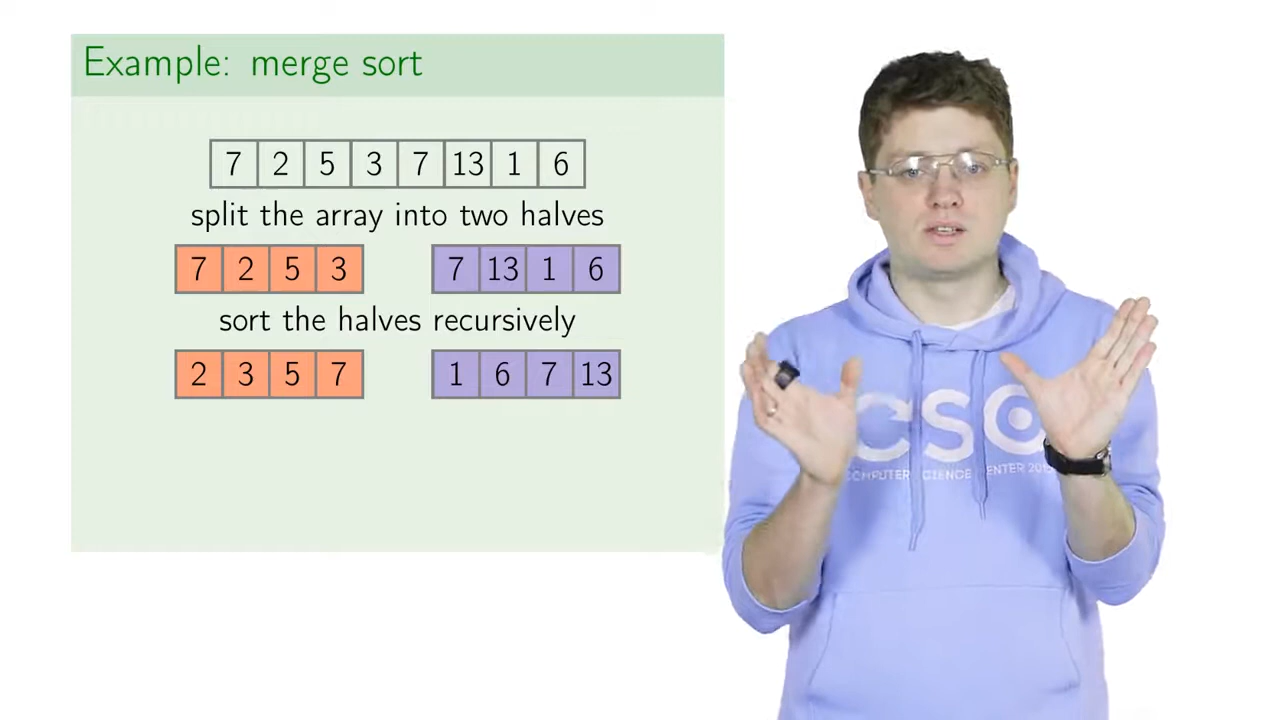 Example: merge sort
7 2 5 3 7 13 1 6
split the array into two halves
7 2 5 3 7 13 1 6
sort the halves recursively
2 3 5 7 1 6 7 13
CSC
COMPUTER SCIENCE CENTER